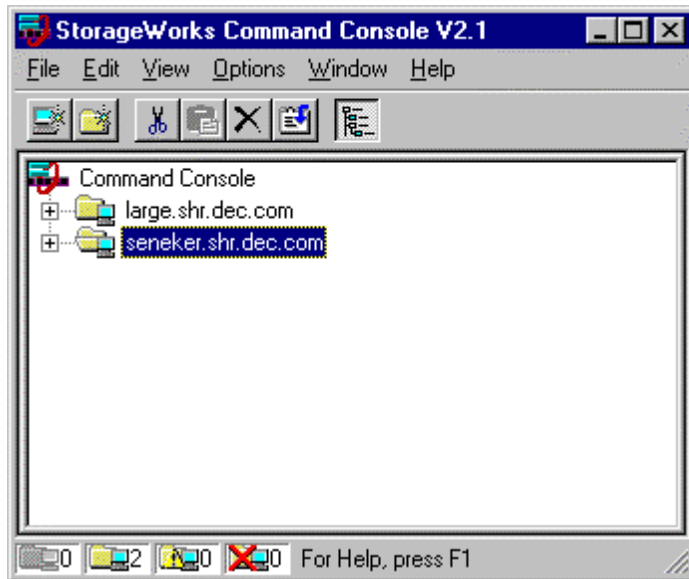 StorageWorks Command Console V2.1
File Edit View Options Window Help
Command Console
large.shr.dec.com
seneker.shr.dec.com
0 2 0 0 For Help, press F1